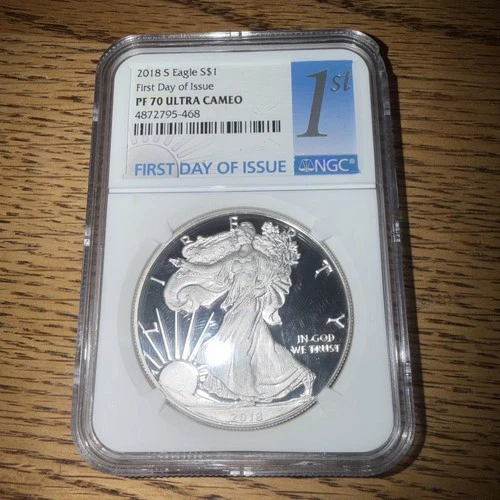 2018 S Eagle S$1
First Day of Issue
PF 70 ULTRA CAMEO
4872795-468
1st
FIRST DAY OF ISSUE
NGC®
LIBERTY
IN GOD
WE TRUST
2018